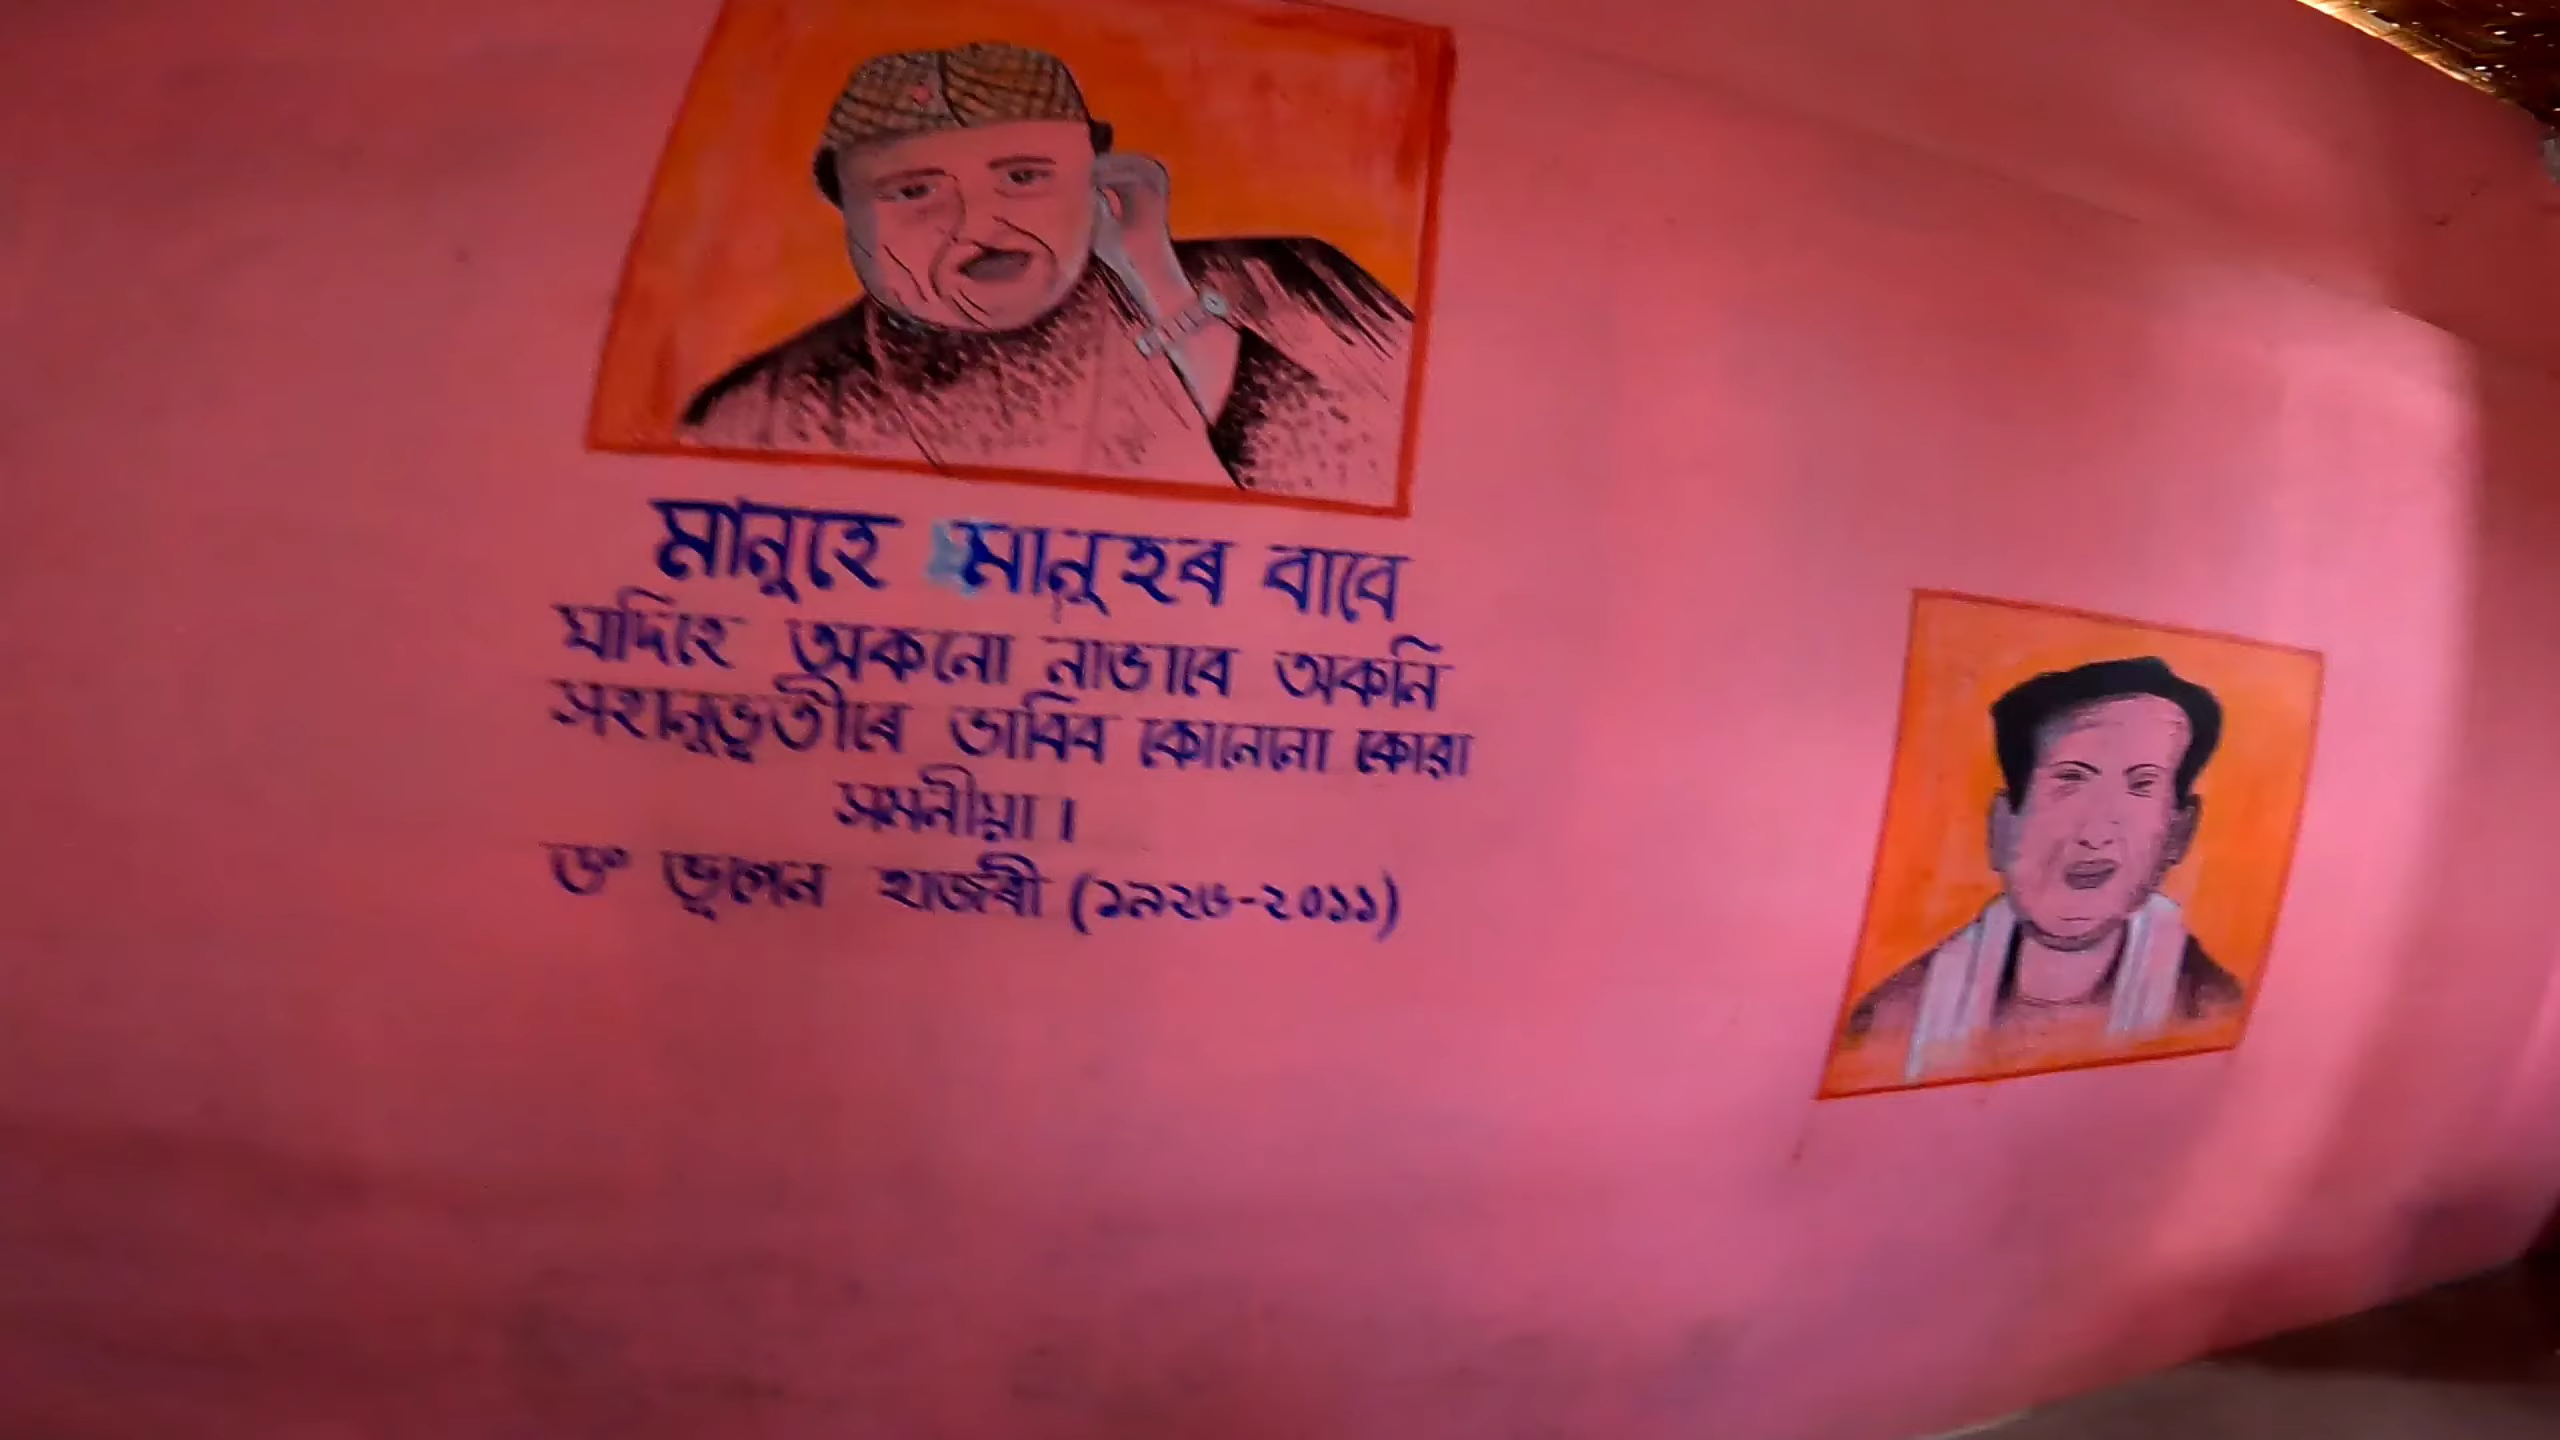 মানুহে মানুহৰ বাবে
যদিহে অকনো নাভাবে অকনি
সহানুভূতীৰে ভাবিব কোনেনো কোৱা
সমনীয়া।
ড° ভূপেন হাজৰী (১৯২৬-২০১১)